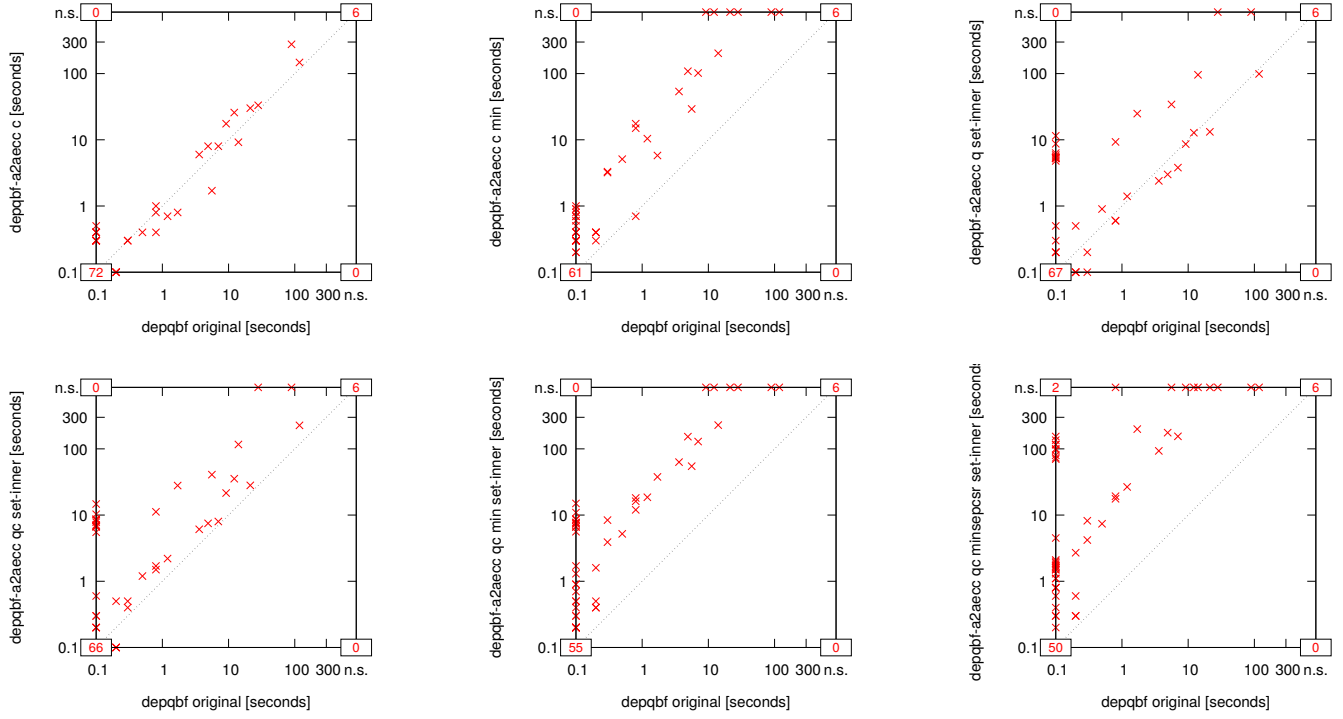 n.s. 0 6
300
100
10
1
0.1 72 0
0.1 1 10 100 300 n.s.
depqbf original [seconds]
depqbf-a2aecc c [seconds]
n.s. 0 6
300
100
10
1
0.1 61 0
0.1 1 10 100 300 n.s.
depqbf original [seconds]
depqbf-a2aecc c min [seconds]
n.s. 0 6
300
100
10
1
0.1 67 0
0.1 1 10 100 300 n.s.
depqbf original [seconds]
depqbf-a2aecc q set-inner [seconds]
n.s. 0 6
300
100
10
1
0.1 66 0
0.1 1 10 100 300 n.s.
depqbf original [seconds]
depqbf-a2aecc qc set-inner [seconds]
n.s. 0 6
300
100
10
1
0.1 55 0
0.1 1 10 100 300 n.s.
depqbf original [seconds]
depqbf-a2aecc qc min set-inner [seconds]
n.s. 2 6
300
100
10
1
0.1 50 0
0.1 1 10 100 300 n.s.
depqbf original [seconds]
depqbf-a2aecc qc minsepcsr set-inner [second